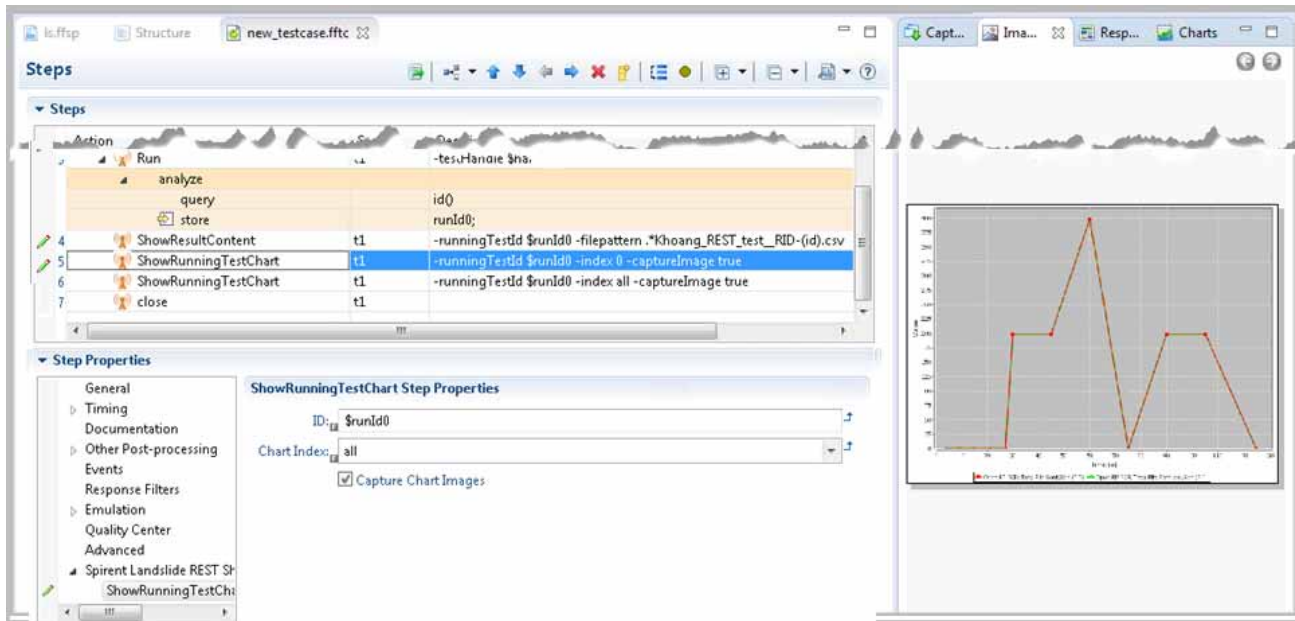 ls.ffsp Structure new_testcase.fftc
Capt... Ima... Resp... Charts
Steps
Steps
Action
Run t1 -testHandle $har
analyze
query id()
store runId0;
4 ShowResultContent t1 -runningTestId $runId0 -filepattern .*Khoang_REST_test__RID-(id).csv
5 ShowRunningTestChart t1 -runningTestId $runId0 -index 0 -captureImage true
6 ShowRunningTestChart t1 -runningTestId $runId0 -index all -captureImage true
7 close t1
Step Properties
General
Timing
Documentation
Other Post-processing
Events
Response Filters
Emulation
Quality Center
Advanced
Spirent Landslide REST Sh
ShowRunningTestCha
ShowRunningTestChart Step Properties
ID: $runId0
Chart Index: all
Capture Chart Images